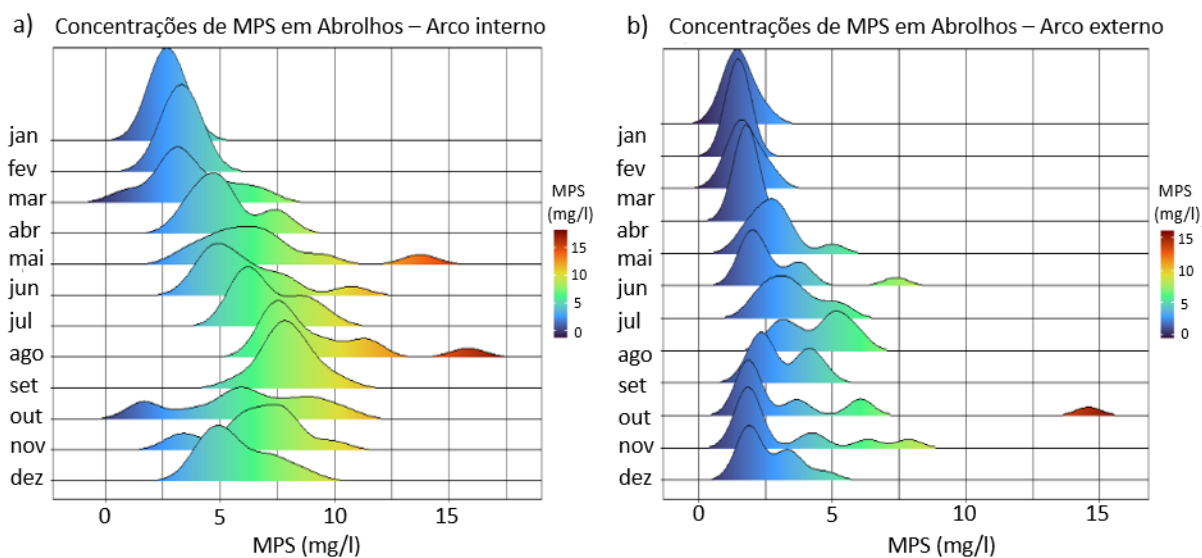 a) Concentrações de MPS em Abrolhos – Arco interno
jan
fev
mar
abr
mai
jun
jul
ago
set
out
nov
dez
0 5 10 15
MPS (mg/l)
MPS
(mg/l)
15
10
5
0
b) Concentrações de MPS em Abrolhos – Arco externo
jan
fev
mar
abr
mai
jun
jul
ago
set
out
nov
dez
0 5 10 15
MPS (mg/l)
MPS
(mg/l)
15
10
5
0